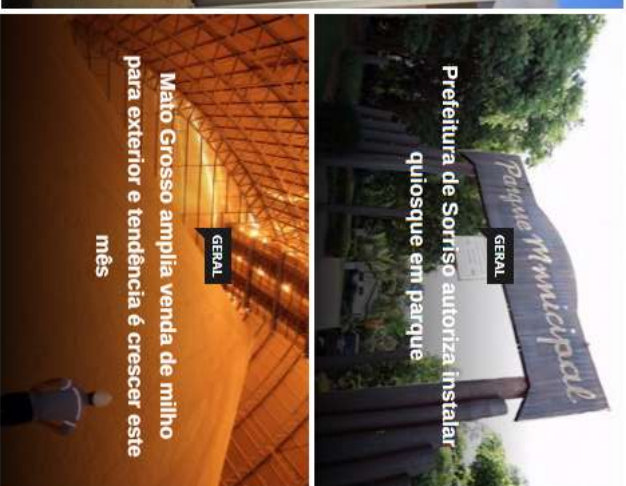 Parque Municipal
GERAL
Prefeitura de Sorriso autoriza instalar
quiosque em parque
GERAL
Mato Grosso amplia venda de milho
para exterior e tendência é crescer este
mês